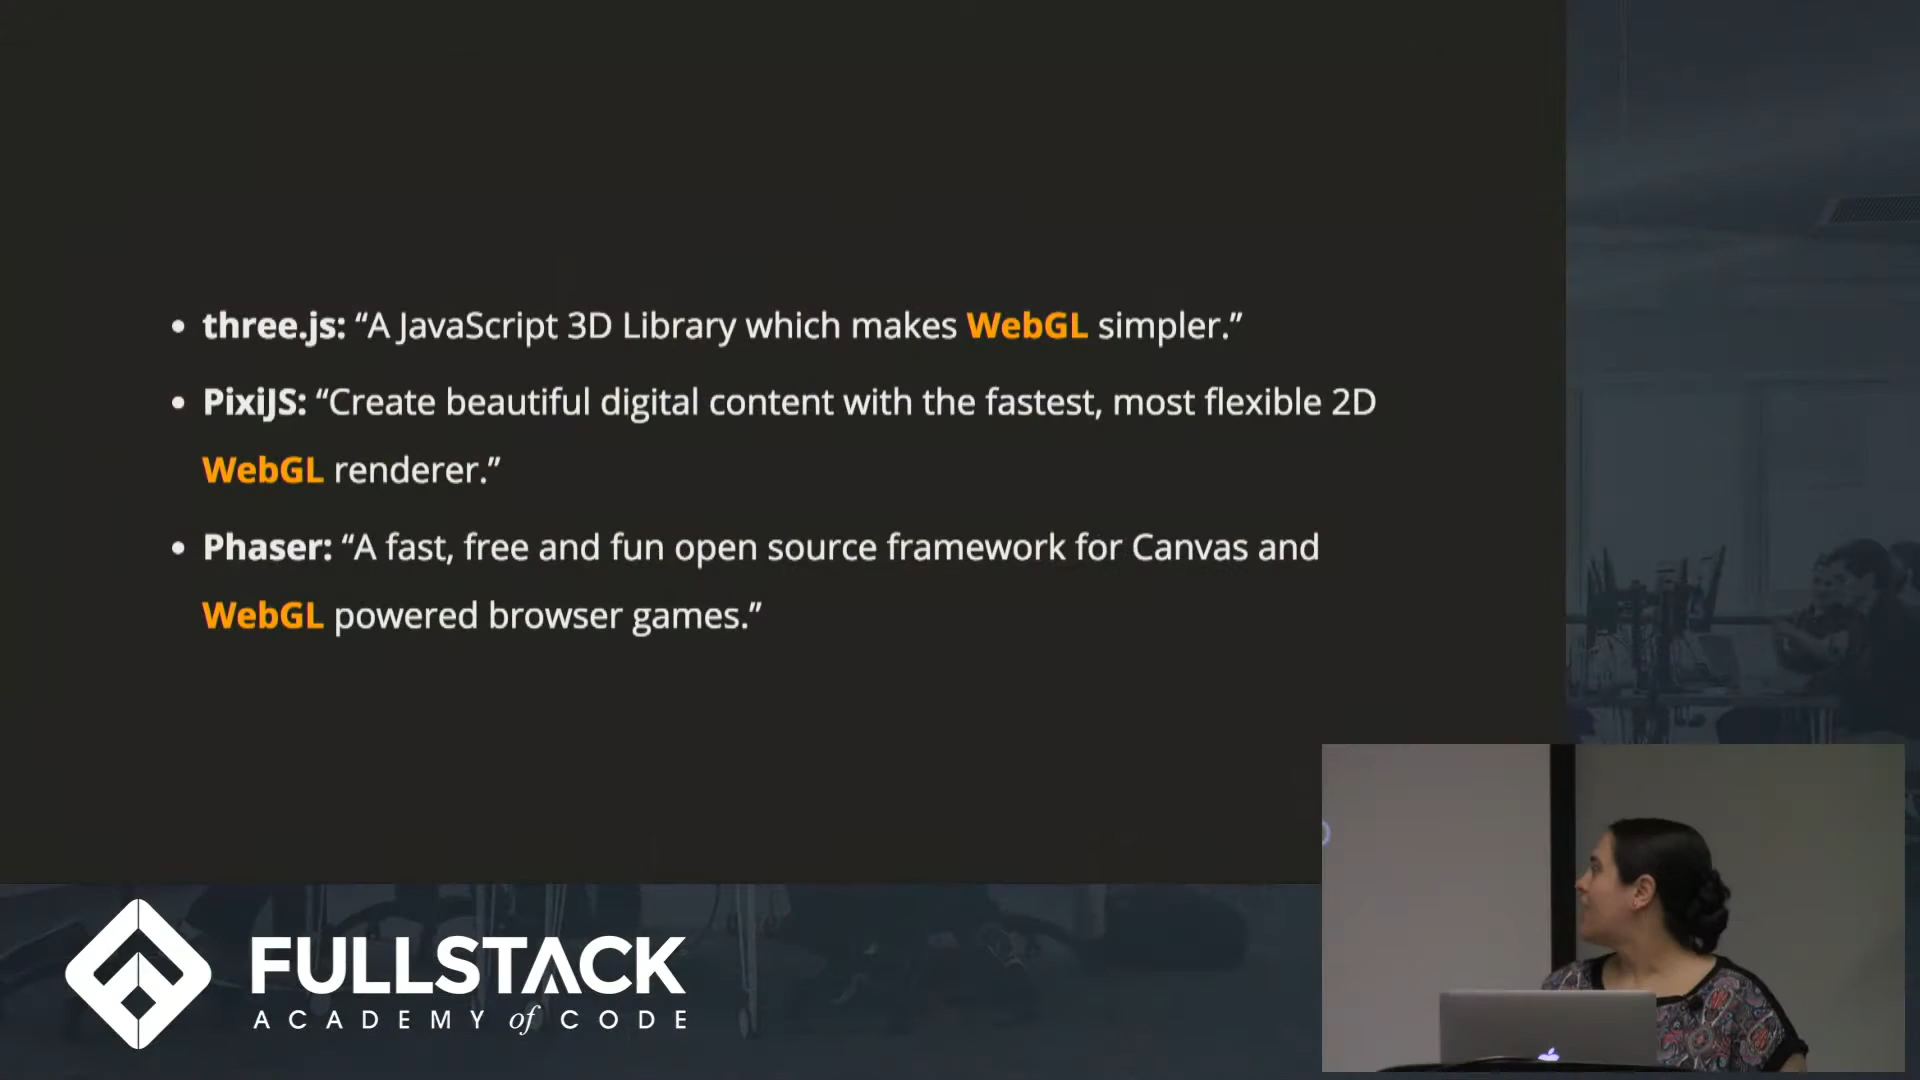 • three.js: “A JavaScript 3D Library which makes WebGL simpler.”
• PixiJS: “Create beautiful digital content with the fastest, most flexible 2D
WebGL renderer.”
• Phaser: “A fast, free and fun open source framework for Canvas and
WebGL powered browser games.”
FULLSTACK
ACADEMY of CODE